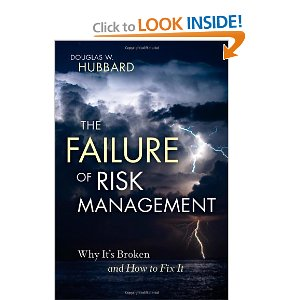 Click to LOOK INSIDE!
DOUGLAS W.
HUBBARD
THE
FAILURE
OF RISK
MANAGEMENT
Why It's Broken
and How to Fix It